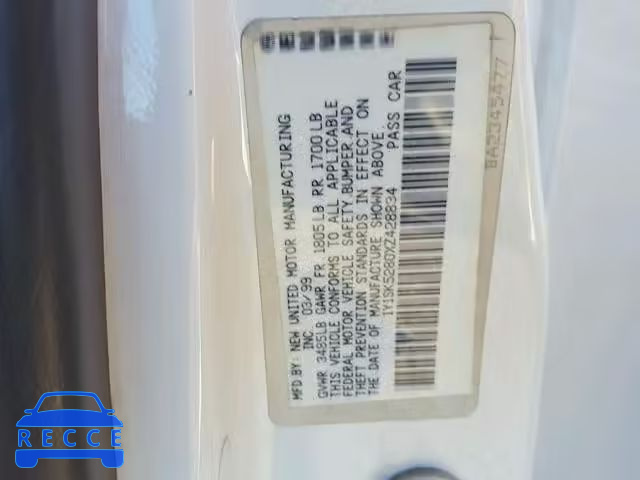 MFD.BY: NEW UNITED MOTOR MANUFACTURING
INC. 03/99
GVWR 3485LB GAWR FR 1805LB RR 1700LB
THIS VEHICLE CONFORMS TO ALL APPLICABLE
FEDERAL MOTOR VEHICLE SAFETY, BUMPER, AND
THEFT PREVENTION STANDARDS IN EFFECT ON
THE DATE OF MANUFACTURE SHOWN ABOVE.
1Y1SK5280XZ428834 PASS CAR
RECCE